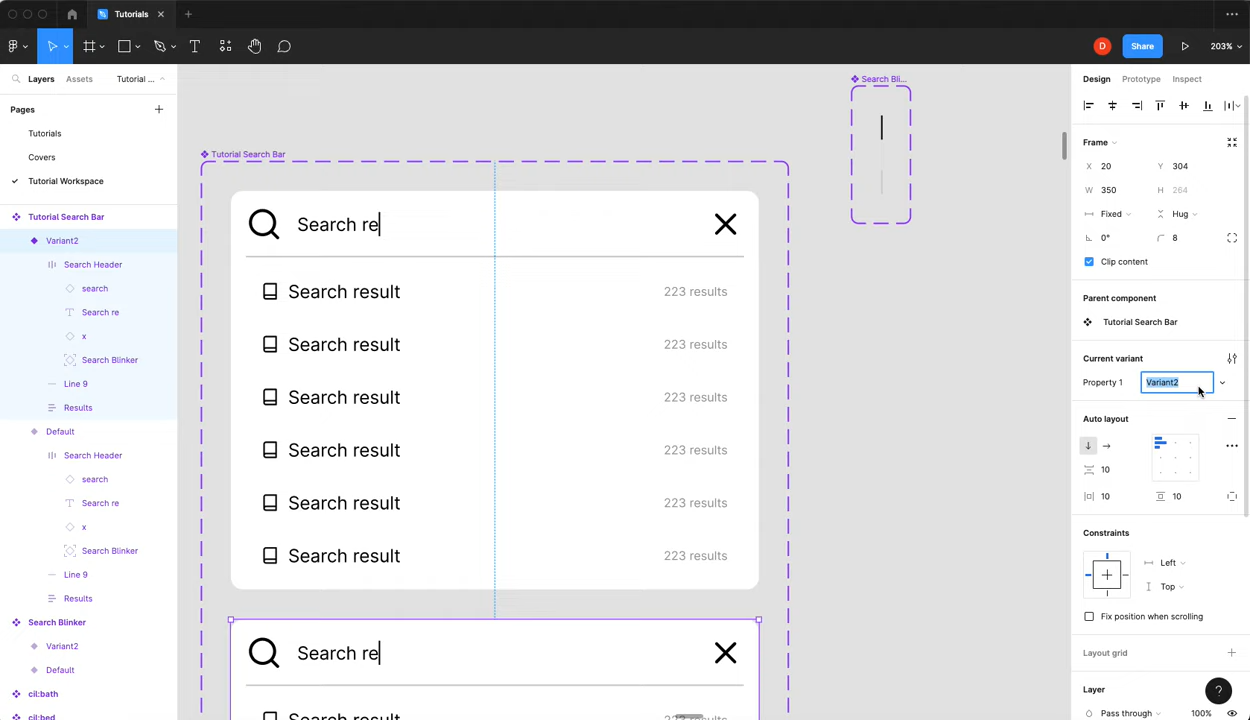 Tutorials
Share
203%
D
Layers
Assets
Tutorial ...
Pages
Tutorials
Covers
Tutorial Workspace
Tutorial Search Bar
Variant2
Search Header
search
Search re
x
Search Blinker
Line 9
Results
Default
Search Header
search
Search re
x
Search Blinker
Line 9
Results
Search Blinker
Variant2
Default
cil:bath
cil:bed
Tutorial Search Bar
Search re
Search result 223 results
Search result 223 results
Search result 223 results
Search result 223 results
Search result 223 results
Search result 223 results
Search re
Search result 223 results
Search Bli...
Design
Prototype
Inspect
Frame
X 20
Y 304
W 350
H 264
Fixed
Hug
0°
8
Clip content
Parent component
Tutorial Search Bar
Current variant
Property 1
Variant2
Auto layout
10
10
10
Constraints
Left
Top
Fix position when scrolling
Layout grid
Layer
Pass through
100%
?